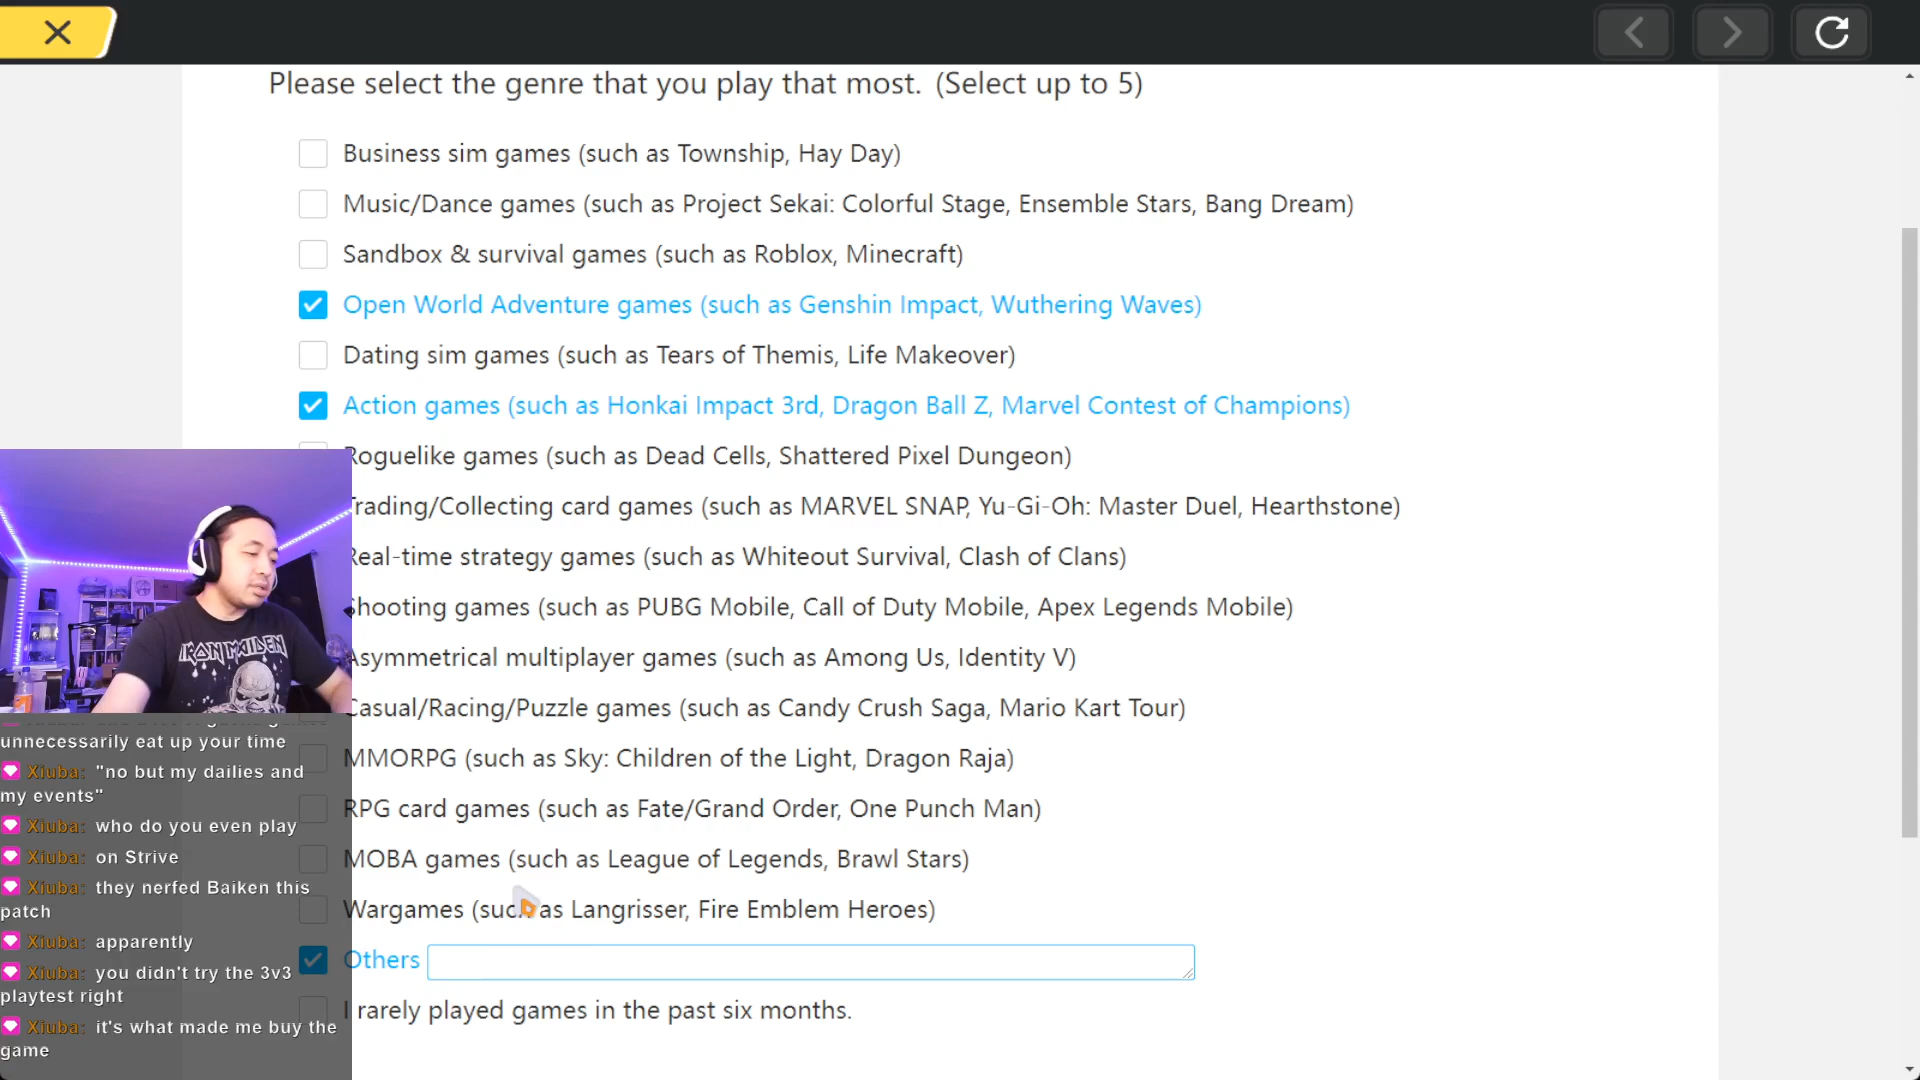 Please select the genre that you play that most. (Select up to 5)
Business sim games (such as Township, Hay Day)
Music/Dance games (such as Project Sekai: Colorful Stage, Ensemble Stars, Bang Dream)
Sandbox & survival games (such as Roblox, Minecraft)
Open World Adventure games (such as Genshin Impact, Wuthering Waves)
Dating sim games (such as Tears of Themis, Life Makeover)
Action games (such as Honkai Impact 3rd, Dragon Ball Z, Marvel Contest of Champions)
Roguelike games (such as Dead Cells, Shattered Pixel Dungeon)
Trading/Collecting card games (such as MARVEL SNAP, Yu-Gi-Oh: Master Duel, Hearthstone)
Real-time strategy games (such as Whiteout Survival, Clash of Clans)
Shooting games (such as PUBG Mobile, Call of Duty Mobile, Apex Legends Mobile)
Asymmetrical multiplayer games (such as Among Us, Identity V)
Casual/Racing/Puzzle games (such as Candy Crush Saga, Mario Kart Tour)
MMORPG (such as Sky: Children of the Light, Dragon Raja)
RPG card games (such as Fate/Grand Order, One Punch Man)
MOBA games (such as League of Legends, Brawl Stars)
Wargames (such as Langrisser, Fire Emblem Heroes)
Others
I rarely played games in the past six months.
IRON MAIDEN
unnecessarily eat up your time
Xiuba: "no but my dailies and
my events"
Xiuba: who do you even play
Xiuba: on Strive
Xiuba: they nerfed Baiken this
patch
Xiuba: apparently
Xiuba: you didn't try the 3v3
playtest right
Xiuba: it's what made me buy the
game